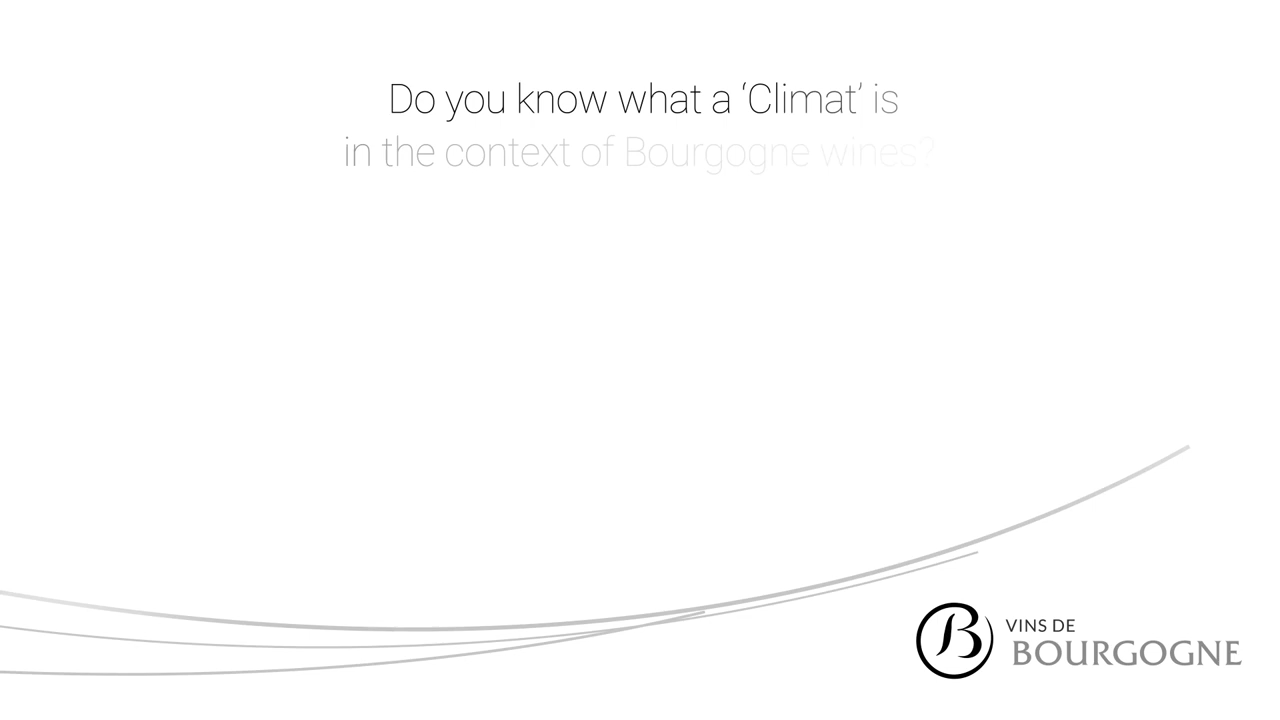 Do you know what a ‘Climat’ is
in the context of Bourgogne wines?
VINS DE
BOURGOGNE